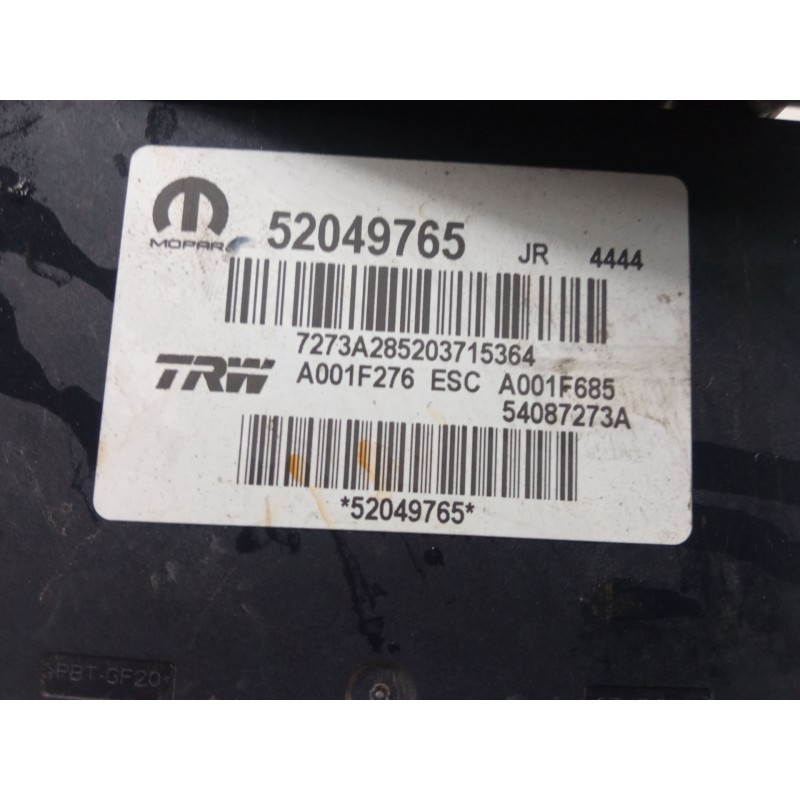 MOPAR 52049765 JR 4444
7273A285203715364
TRW A001F276 ESC A001F685
54087273A
*52049765*
PBT-GF20